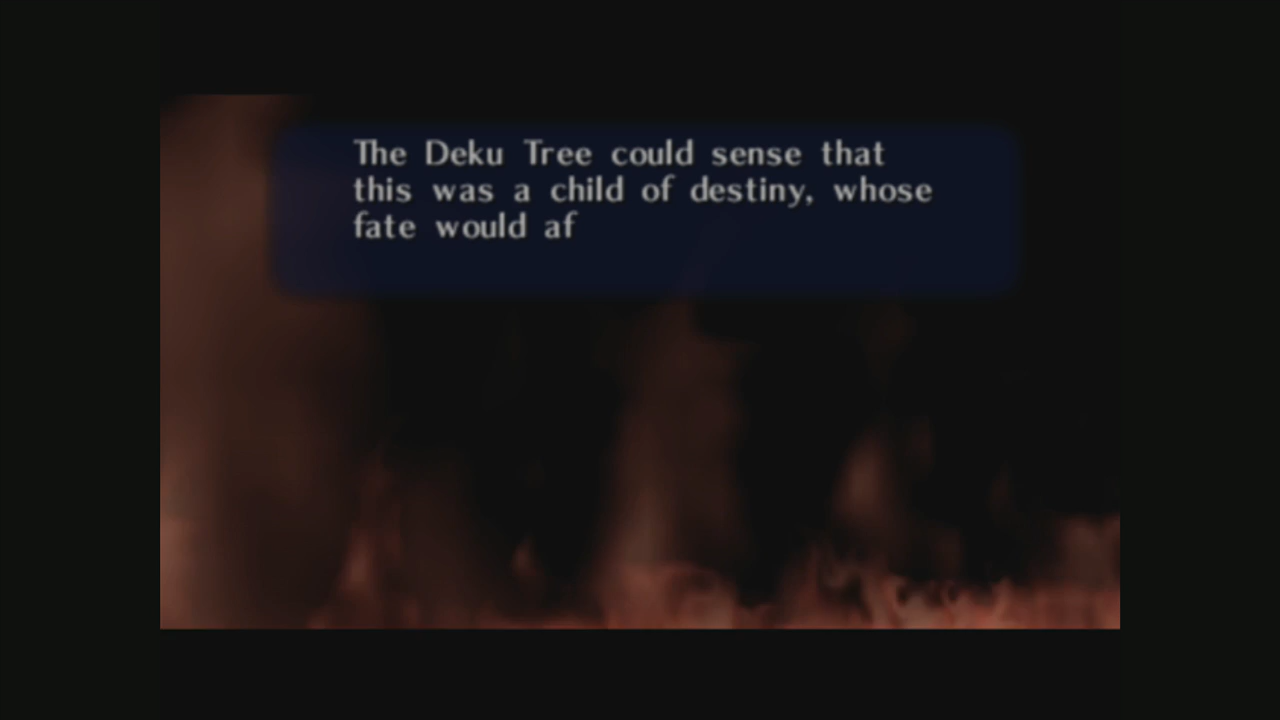 The Deku Tree could sense that
this was a child of destiny, whose
fate would af